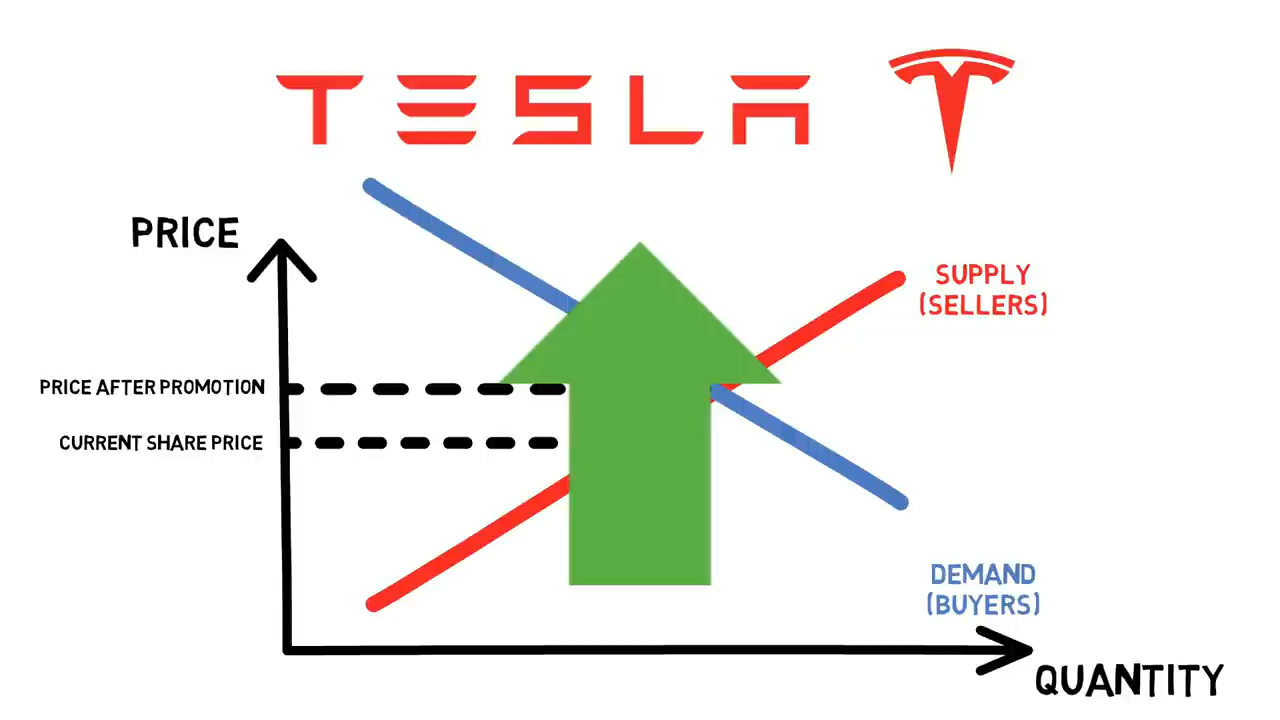 TESLA
PRICE
SUPPLY
(SELLERS)
PRICE AFTER PROMOTION
CURRENT SHARE PRICE
DEMAND
(BUYERS)
QUANTITY